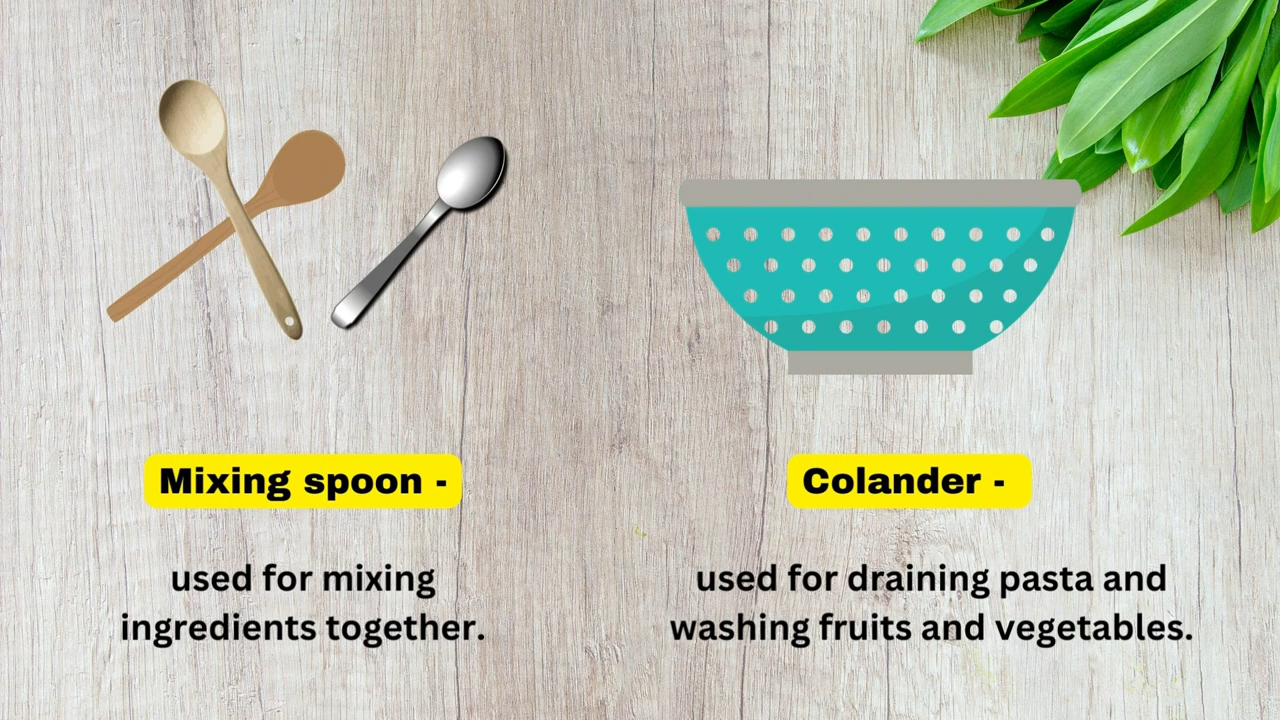 Mixing spoon -
used for mixing
ingredients together.
Colander -
used for draining pasta and
washing fruits and vegetables.